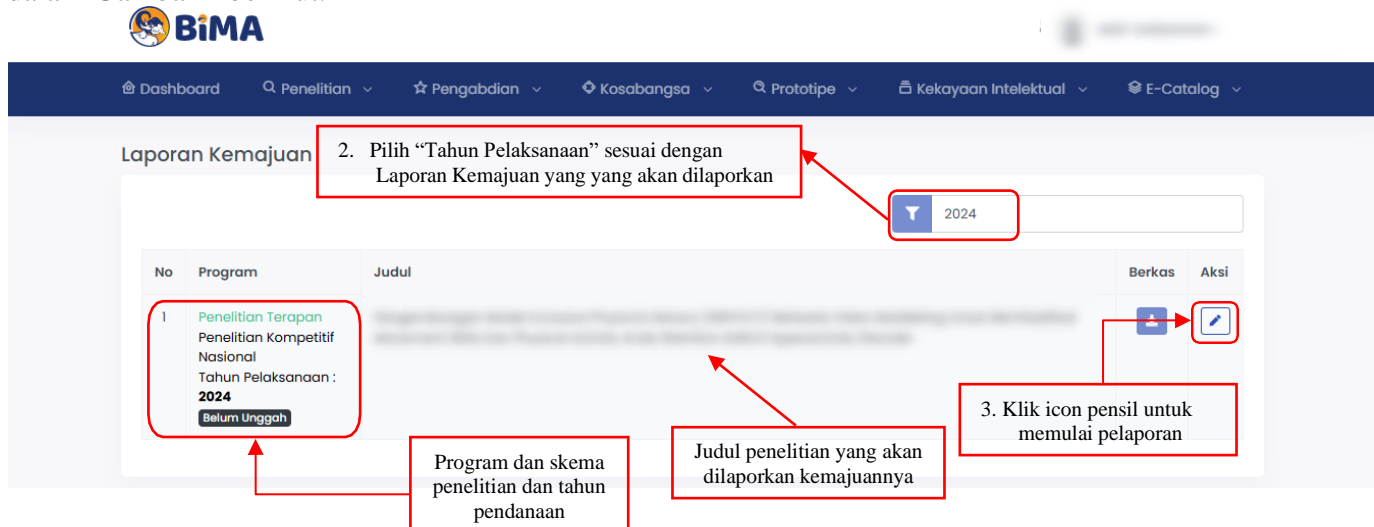 BiMA
Dashboard Penelitian Pengabdian Kosabangsa Prototipe Kekayaan Intelektual E-Catalog
Laporan Kemajuan
2. Pilih “Tahun Pelaksanaan” sesuai dengan
Laporan Kemajuan yang yang akan dilaporkan
2024
No Program Judul Berkas Aksi
1 Penelitian Terapan
Penelitian Kompetitif
Nasional
Tahun Pelaksanaan :
2024
Belum Unggah
3. Klik icon pensil untuk
memulai pelaporan
Judul penelitian yang akan
dilaporkan kemajuannya
Program dan skema
penelitian dan tahun
pendanaan